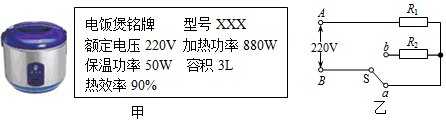 电饭煲铭牌 型号 XXX
额定电压 220V 加热功率 880W
保温功率 50W 容积 3L
热效率 90%
甲
A
R₁
220V
b
R₂
B
S
a
乙